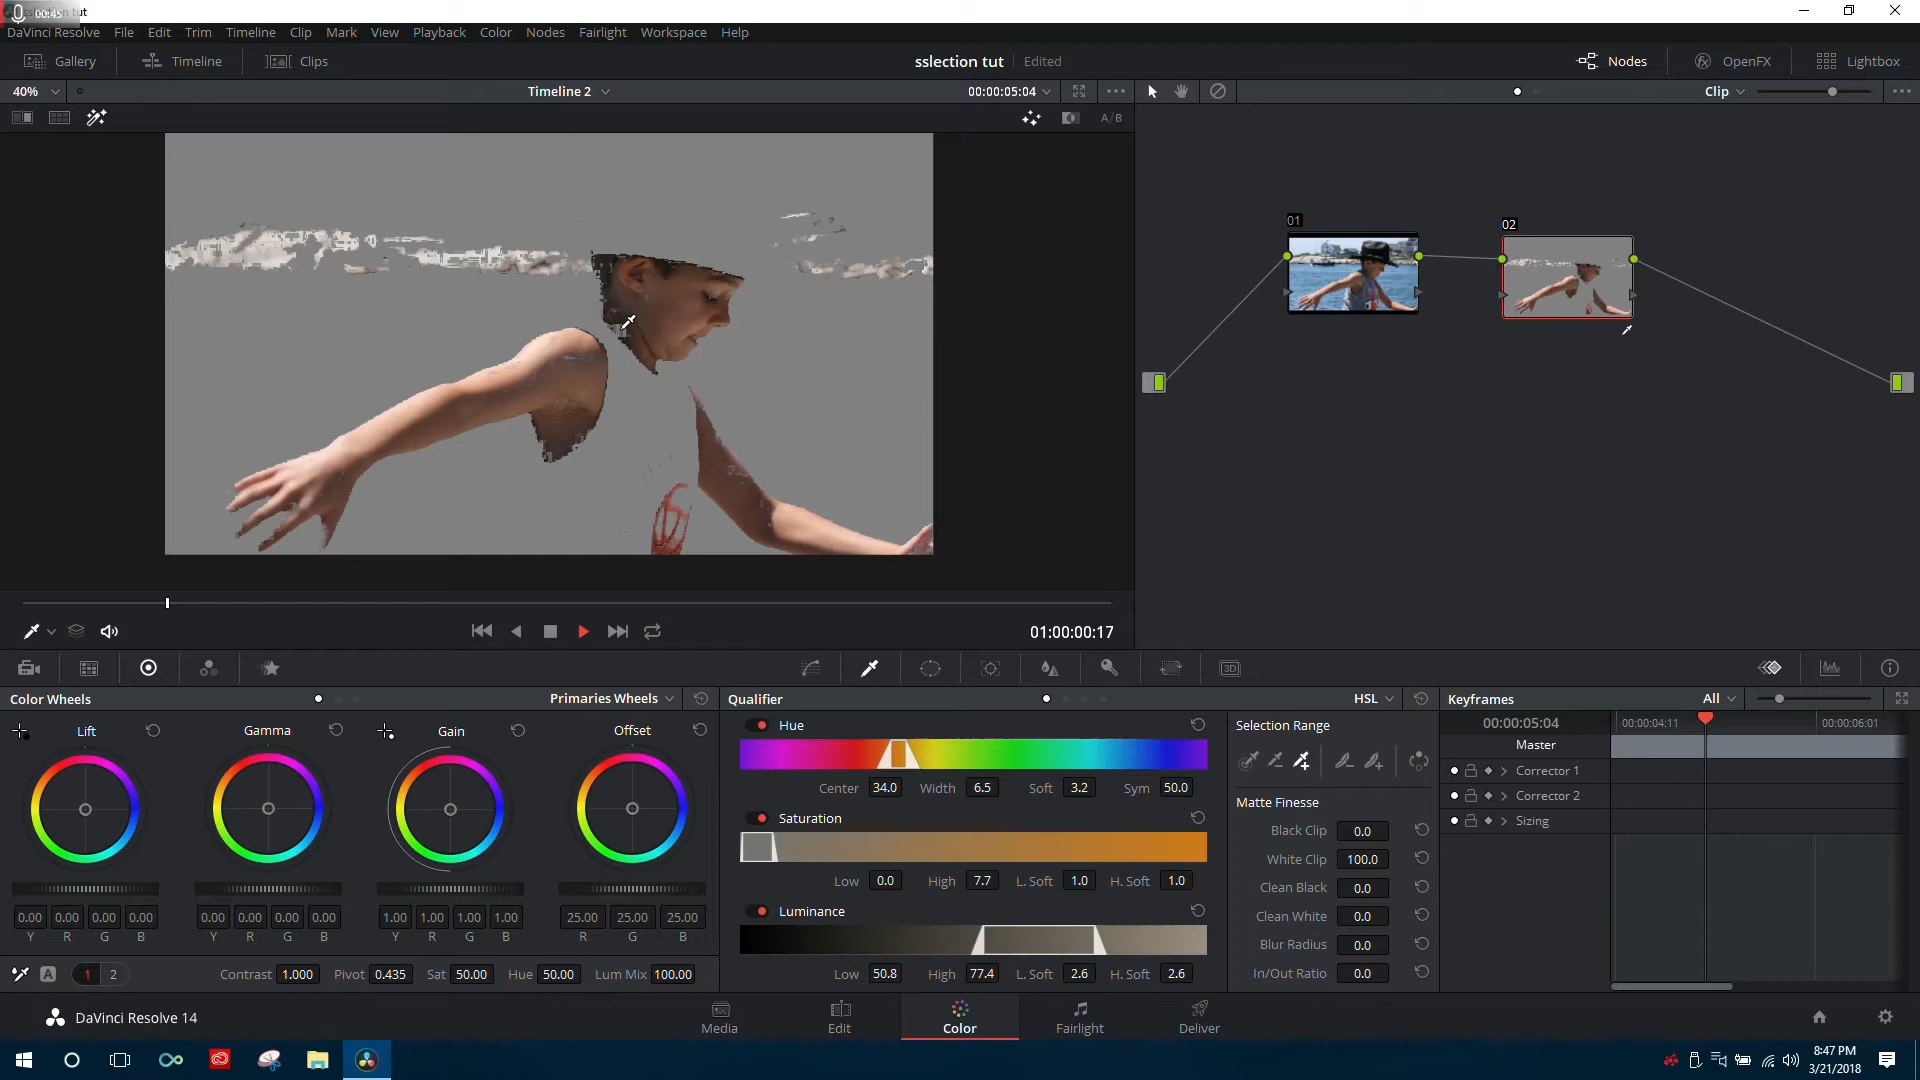 00:45
tut
DaVinci Resolve File Edit Trim Timeline Clip Mark View Playback Color Nodes Fairlight Workspace Help
Gallery Timeline Clips sslection tut Edited Nodes OpenFX Lightbox
40% Timeline 2 00:00:05:04 Clip
A/B
01 02
01:00:00:17
3D
Color Wheels Primaries Wheels Qualifier HSL Keyframes All
Lift Gamma Gain Offset
Hue
Center 34.0 Width 6.5 Soft 3.2 Sym 50.0
Saturation
Low 0.0 High 7.7 L. Soft 1.0 H. Soft 1.0
Luminance
Low 50.8 High 77.4 L. Soft 2.6 H. Soft 2.6
Selection Range
Matte Finesse
Black Clip 0.0
White Clip 100.0
Clean Black 0.0
Clean White 0.0
Blur Radius 0.0
In/Out Ratio 0.0
00:00:05:04 00:00:04:11 00:00:06:01
Master
Corrector 1
Corrector 2
Sizing
0.00 0.00 0.00 0.00 0.00 0.00 0.00 0.00 1.00 1.00 1.00 1.00 25.00 25.00 25.00
Y R G B Y R G B Y R G B R G B
A 1 2 Contrast 1.000 Pivot 0.435 Sat 50.00 Hue 50.00 Lum Mix 100.00
DaVinci Resolve 14 Media Edit Color Fairlight Deliver
8:47 PM
3/21/2018